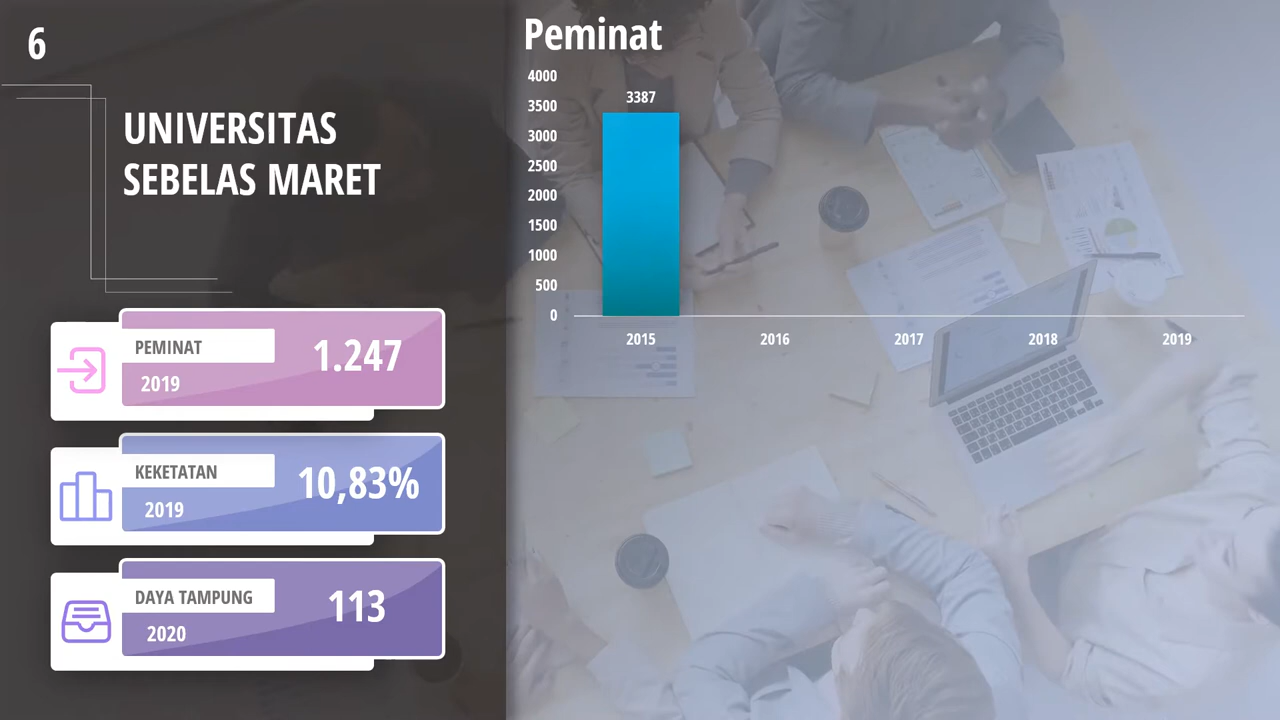 6
UNIVERSITAS
SEBELAS MARET
PEMINAT
2019
1.247
KEKETATAN
2019
10,83%
DAYA TAMPUNG
2020
113
Peminat
4000
3500
3000
2500
2000
1500
1000
500
0
3387
2015 2016 2017 2018 2019